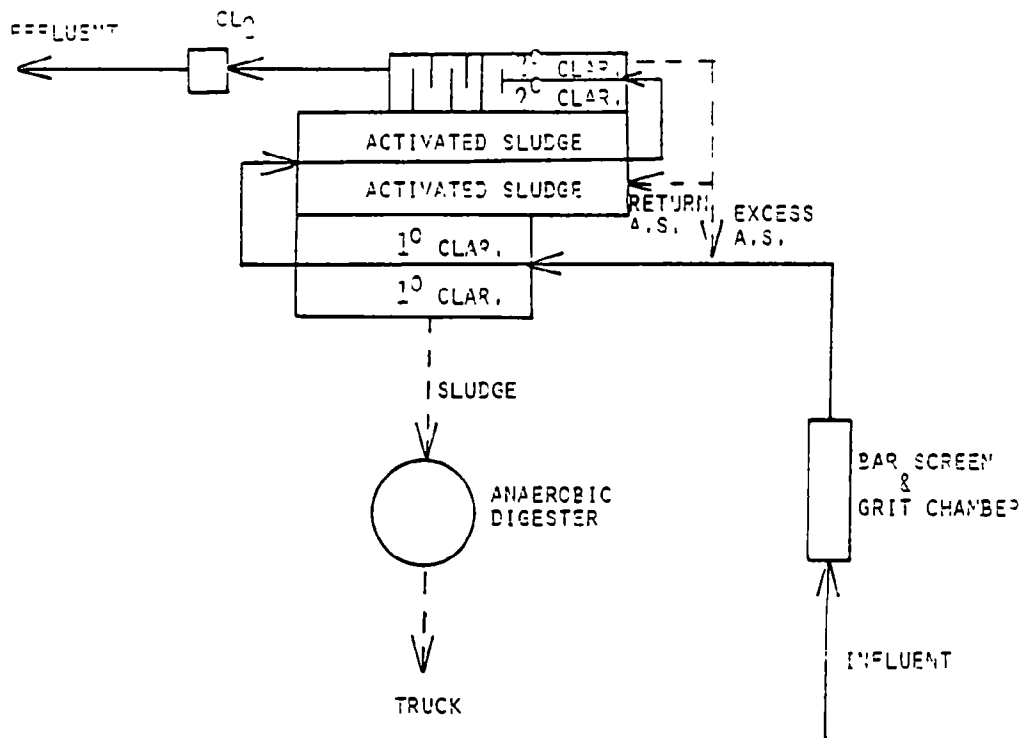 EFFLUENT
CL2
2° CLAR.
2° CLAR.
ACTIVATED SLUDGE
ACTIVATED SLUDGE
RETURN
A.S.
EXCESS
A.S.
1° CLAR.
1° CLAR.
SLUDGE
ANAEROBIC
DIGESTER
BAR SCREEN
&
GRIT CHAMBER
INFLUENT
TRUCK